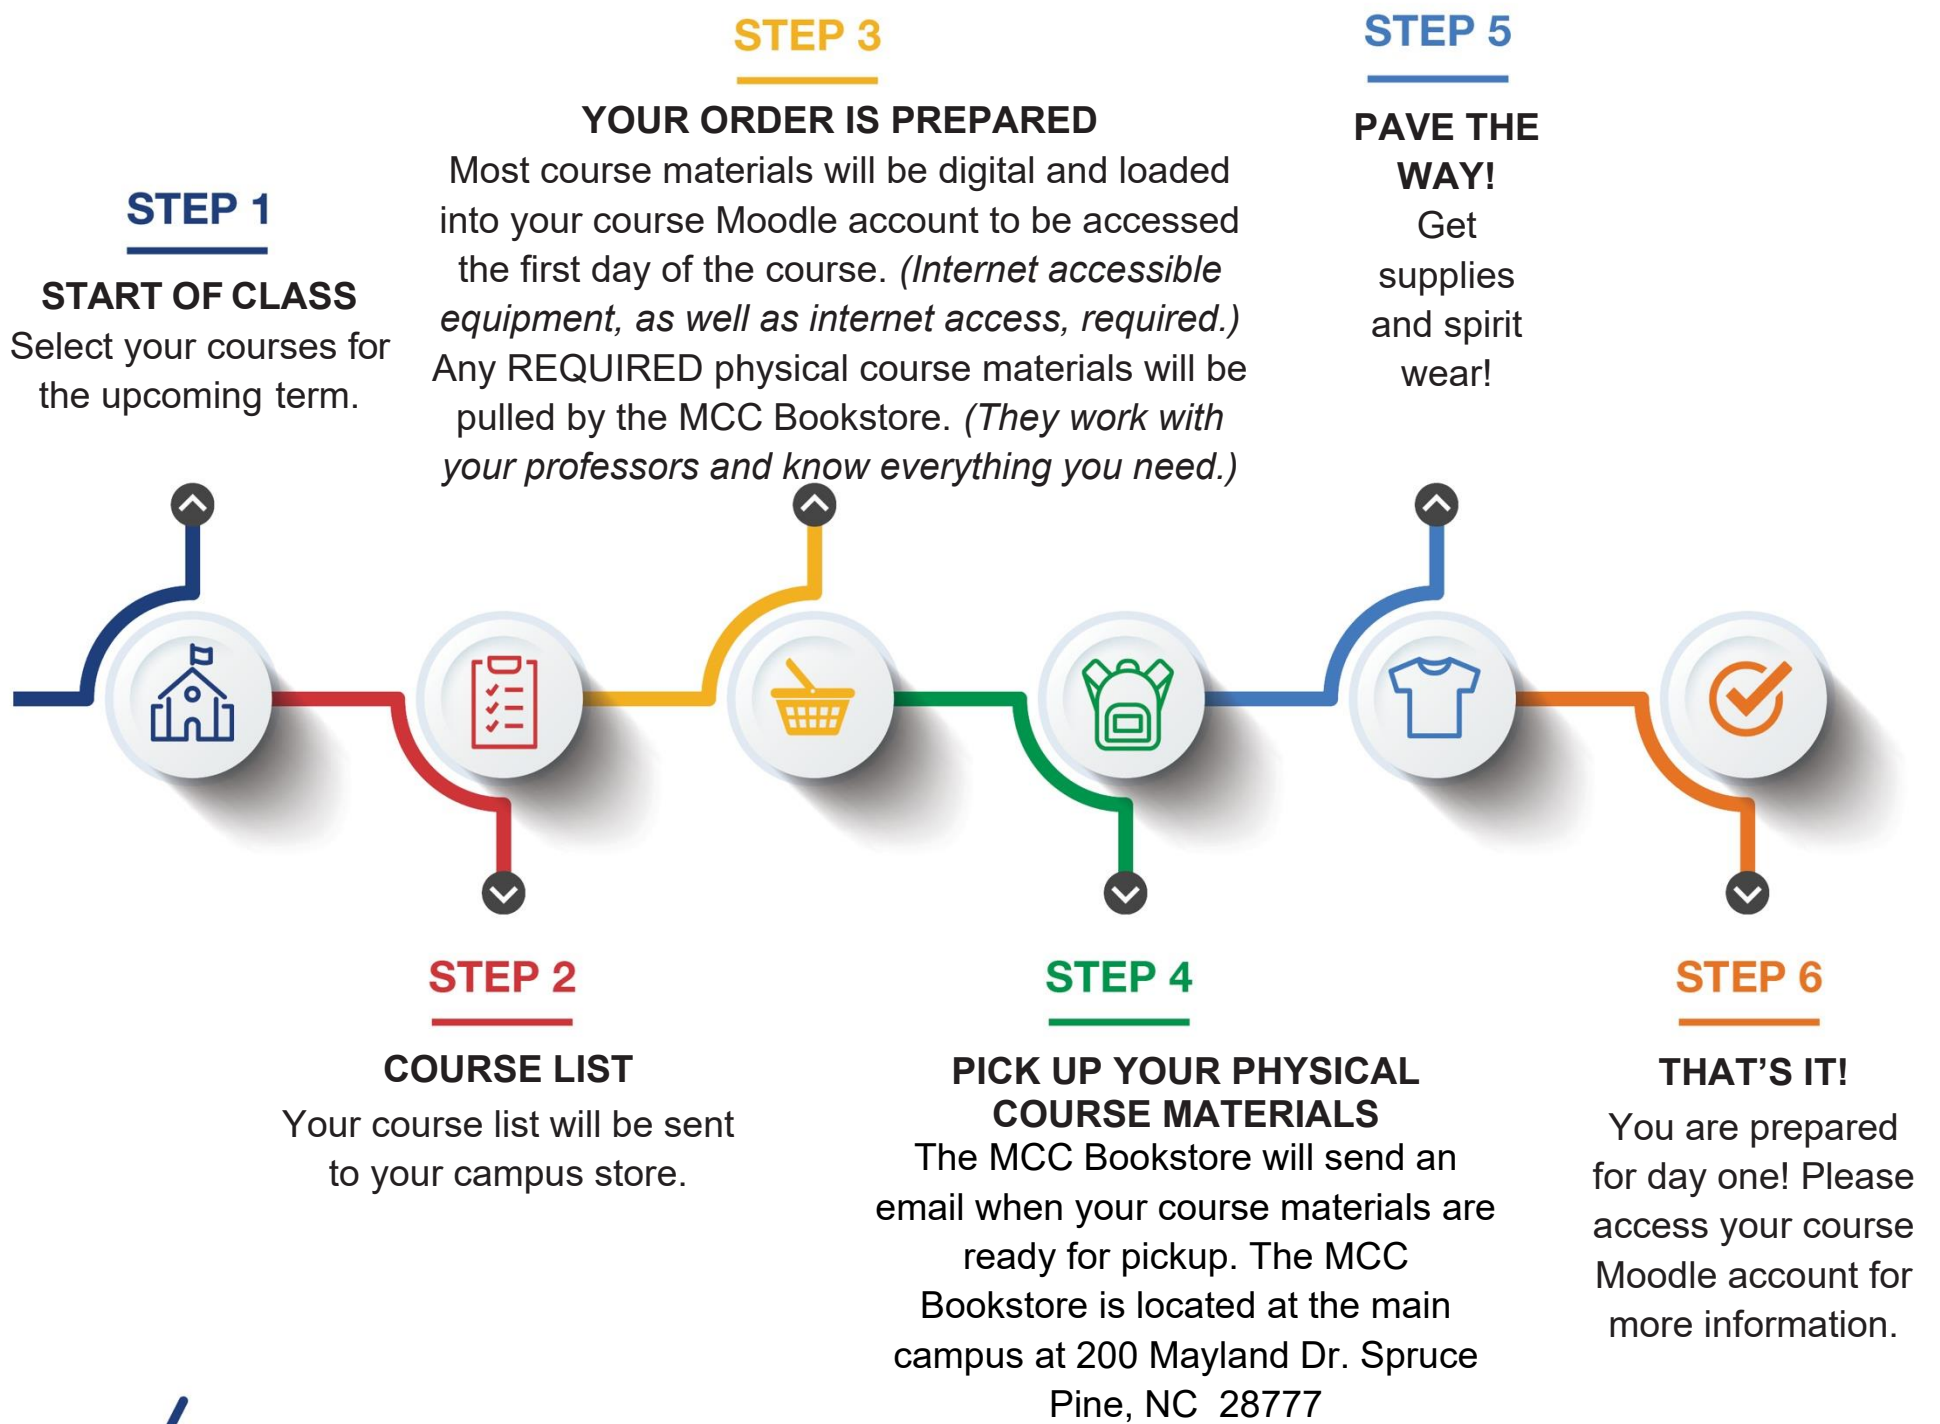 STEP 1
START OF CLASS
Select your courses for
the upcoming term.
STEP 2
COURSE LIST
Your course list will be sent
to your campus store.
STEP 3
YOUR ORDER IS PREPARED
Most course materials will be digital and loaded
into your course Moodle account to be accessed
the first day of the course. (Internet accessible
equipment, as well as internet access, required.)
Any REQUIRED physical course materials will be
pulled by the MCC Bookstore. (They work with
your professors and know everything you need.)
STEP 4
PICK UP YOUR PHYSICAL
COURSE MATERIALS
The MCC Bookstore will send an
email when your course materials are
ready for pickup. The MCC
Bookstore is located at the main
campus at 200 Mayland Dr. Spruce
Pine, NC  28777
STEP 5
PAVE THE
WAY!
Get
supplies
and spirit
wear!
STEP 6
THAT’S IT!
You are prepared
for day one! Please
access your course
Moodle account for
more information.